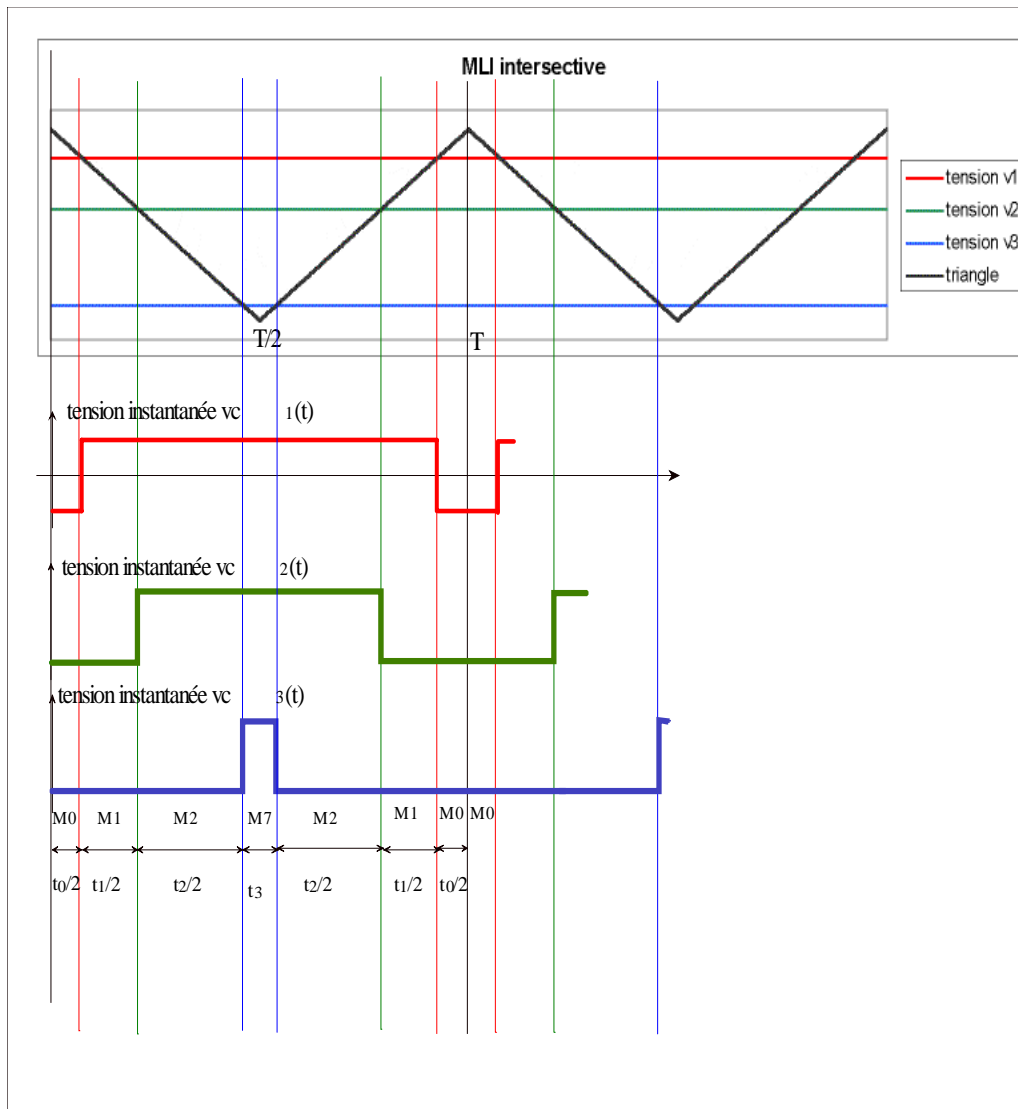 MLI intersective
tension v1
tension v2
tension v3
triangle
T/2
T
tension instantanée vc 1(t)
tension instantanée vc 2(t)
tension instantanée vc 3(t)
M0 M1 M2 M7 M2 M1 M0 M0
t0/2 t1/2 t2/2 t3 t2/2 t1/2 t0/2